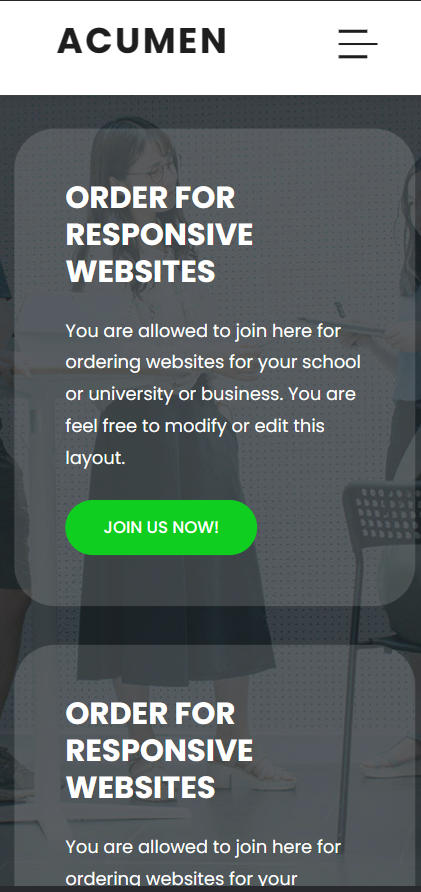 ACUMEN
ORDER FOR
RESPONSIVE
WEBSITES
You are allowed to join here for
ordering websites for your school
or university or business. You are
feel free to modify or edit this
layout.
JOIN US NOW!
ORDER FOR
RESPONSIVE
WEBSITES
You are allowed to join here for
ordering websites for your